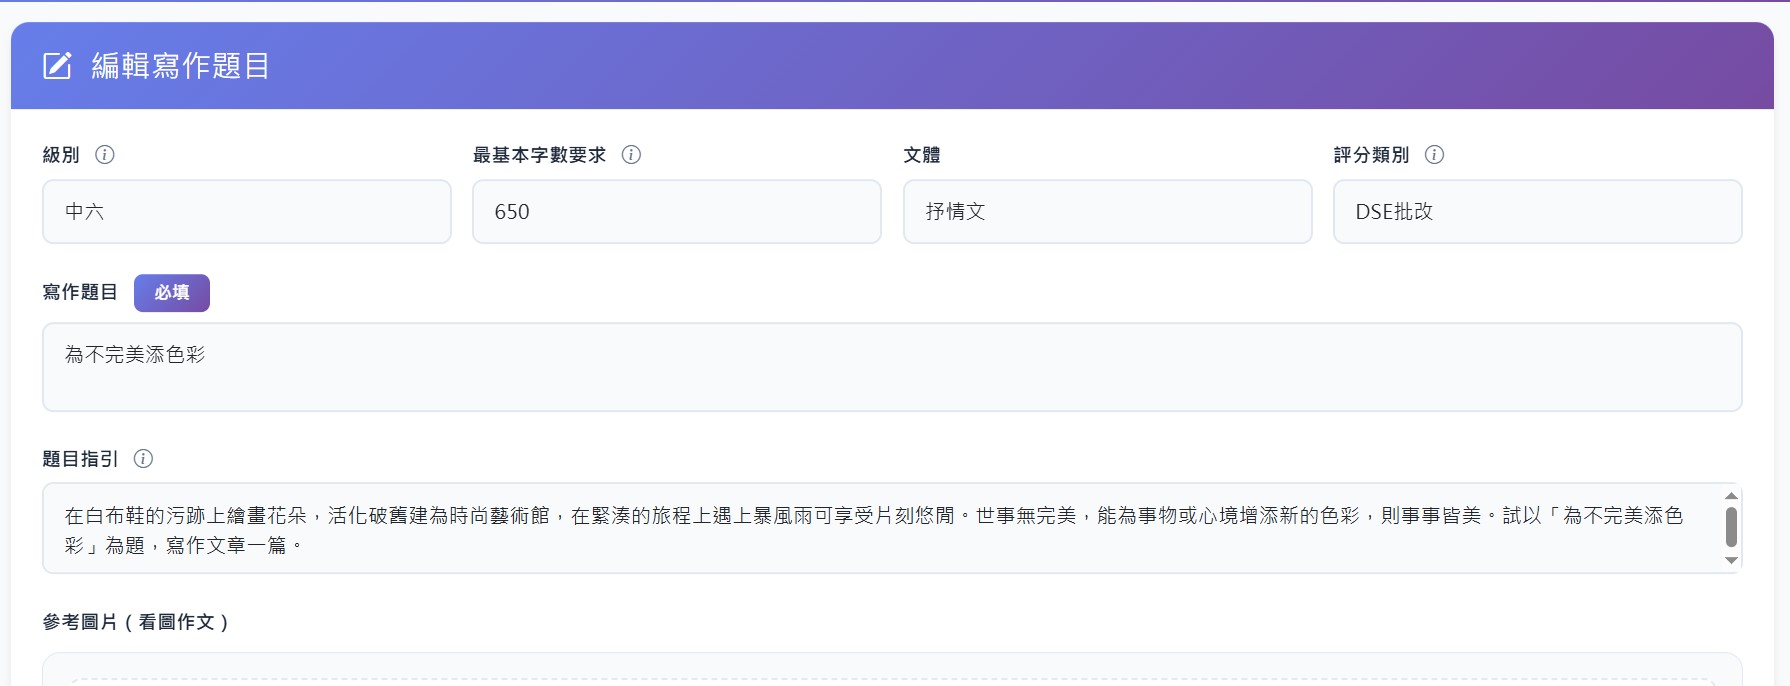 編輯寫作題目
級別
最基本字數要求
文體
評分類別
中六
650
抒情文
DSE批改
寫作題目 必填
為不完美添色彩
題目指引
在白布鞋的污跡上繪畫花朵，活化破舊建為時尚藝術館，在緊湊的旅程上遇上暴風雨可享受片刻悠閒。世事無完美，能為事物或心境增添新的色彩，則事事皆美。試以「為不完美添色
彩」為題，寫作文章一篇。
參考圖片（看圖作文）